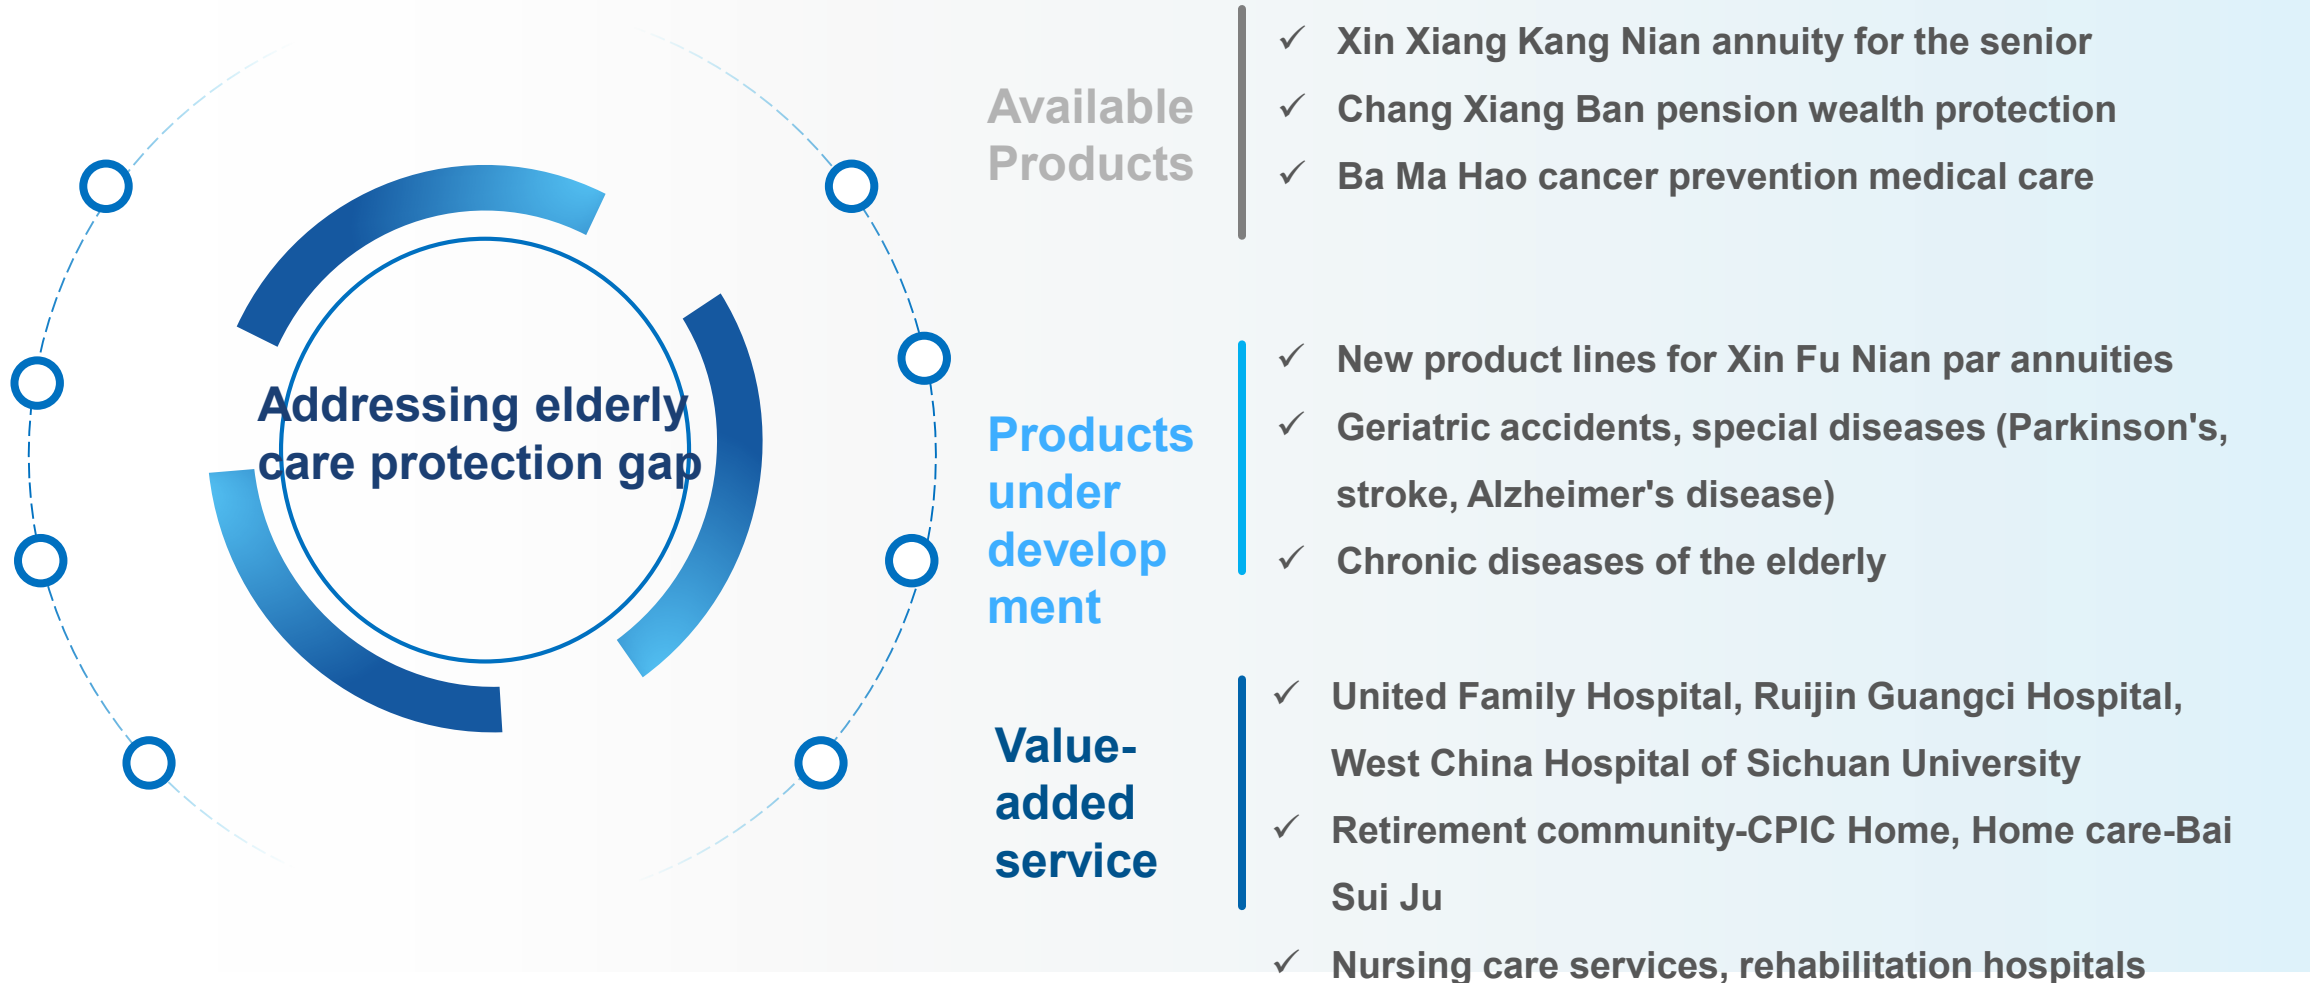 Addressing elderly
care protection gap
Available
Products
Xin Xiang Kang Nian annuity for the senior
Chang Xiang Ban pension wealth protection
Ba Ma Hao cancer prevention medical care
Products
under
develop
ment
New product lines for Xin Fu Nian par annuities
Geriatric accidents, special diseases (Parkinson's,
stroke, Alzheimer's disease)
Chronic diseases of the elderly
Value-
added
service
United Family Hospital, Ruijin Guangci Hospital,
West China Hospital of Sichuan University
Retirement community-CPIC Home, Home care-Bai
Sui Ju
Nursing care services, rehabilitation hospitals